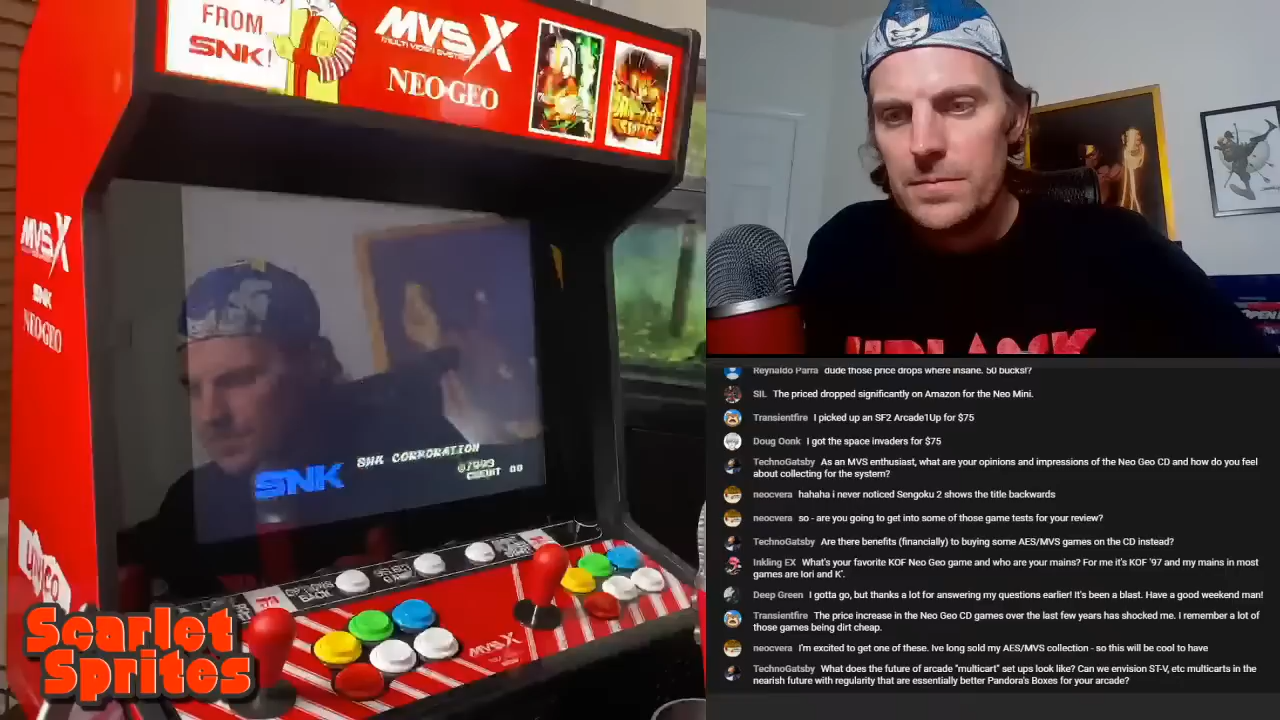 FROM
SNK!
MVSX
MULTI VIDEO SYSTEM
NEO·GEO
MVSX
SNK
NEO·GEO
SNK CORPORATION
CREDIT 00
SNK
OPTIONS
MVSX
Scarlet
Sprites
Reynaldo Parra dude those price drops where insane. 50 bucks!?
SIL The priced dropped significantly on Amazon for the Neo Mini.
Transientfire I picked up an SF2 Arcade1Up for $75
Doug Oonk I got the space invaders for $75
TechnoGatsby As an MVS enthusiast, what are your opinions and impressions of the Neo Geo CD and how do you feel
about collecting for the system?
neocvera hahaha i never noticed Sengoku 2 shows the title backwards
neocvera so - are you going to get into some of those game tests for your review?
TechnoGatsby Are there benefits (financially) to buying some AES/MVS games on the CD instead?
Inkling EX What's your favorite KOF Neo Geo game and who are your mains? For me it's KOF '97 and my mains in most
games are Iori and K'.
Deep Green I gotta go, but thanks a lot for answering my questions earlier! It's been a blast. Have a good weekend man!
Transientfire The price increase in the Neo Geo CD games over the last few years has shocked me. I remember a lot of
those games being dirt cheap.
neocvera I'm excited to get one of these. Ive long sold my AES/MVS collection - so this will be cool to have
TechnoGatsby What does the future of arcade "multicart" set ups look like? Can we envision ST-V, etc multicarts in the
nearish future with regularity that are essentially better Pandora's Boxes for your arcade?